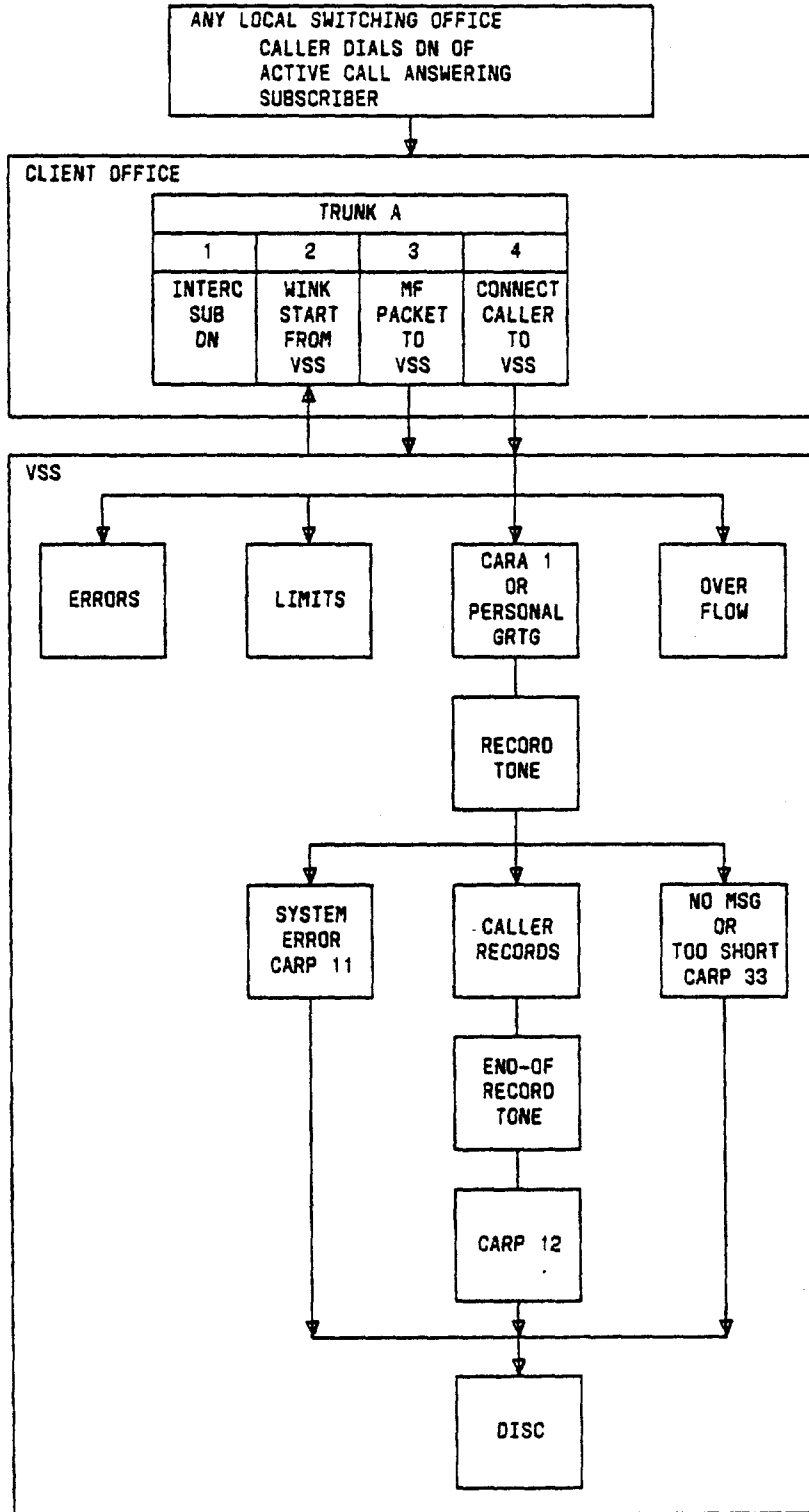 ANY LOCAL SWITCHING OFFICE
CALLER DIALS DN OF
ACTIVE CALL ANSWERING
SUBSCRIBER
CLIENT OFFICE
TRUNK A
1
2
3
4
INTERC
SUB
DN
WINK
START
FROM
VSS
MF
PACKET
TO
VSS
CONNECT
CALLER
TO
VSS
VSS
ERRORS
LIMITS
CARA 1
OR
PERSONAL
GRTG
OVER
FLOW
RECORD
TONE
SYSTEM
ERROR
CARP 11
CALLER
RECORDS
NO MSG
OR
TOO SHORT
CARP 33
END-OF
RECORD
TONE
CARP 12
DISC